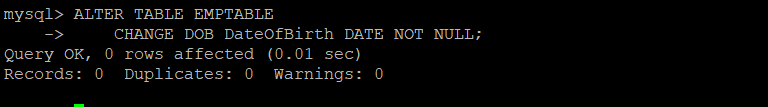 mysql> ALTER TABLE EMPTABLE
    ->     CHANGE DOB DateOfBirth DATE NOT NULL;
Query OK, 0 rows affected (0.01 sec)
Records: 0  Duplicates: 0  Warnings: 0